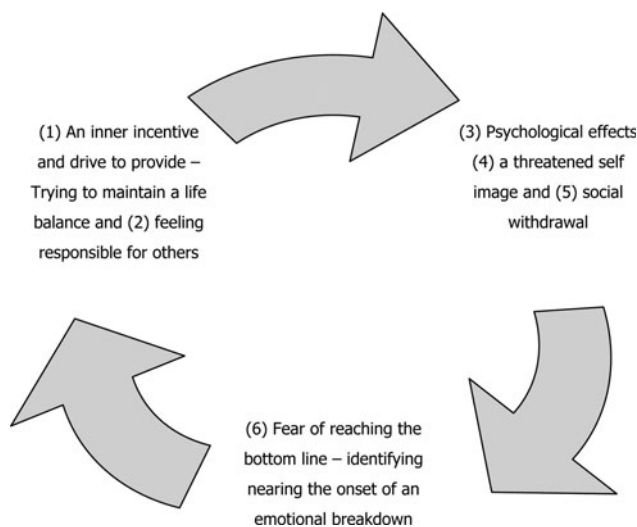 (1) An inner incentive
and drive to provide –
Trying to maintain a life
balance and (2) feeling
responsible for others
(3) Psychological effects
(4) a threatened self
image and (5) social
withdrawal
(6) Fear of reaching the
bottom line – identifying
nearing the onset of an
emotional breakdown